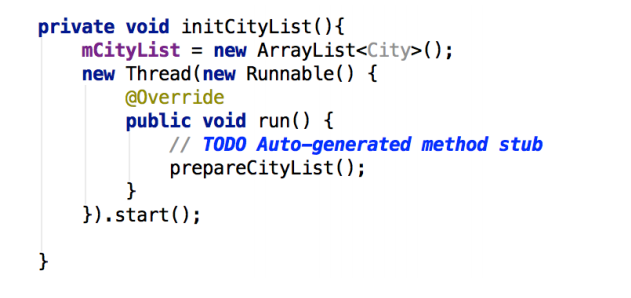 private void initCityList(){
    mCityList = new ArrayList<City>();
    new Thread(new Runnable() {
        @Override
        public void run() {
            // TODO Auto-generated method stub
            prepareCityList();
        }
    }).start();

}